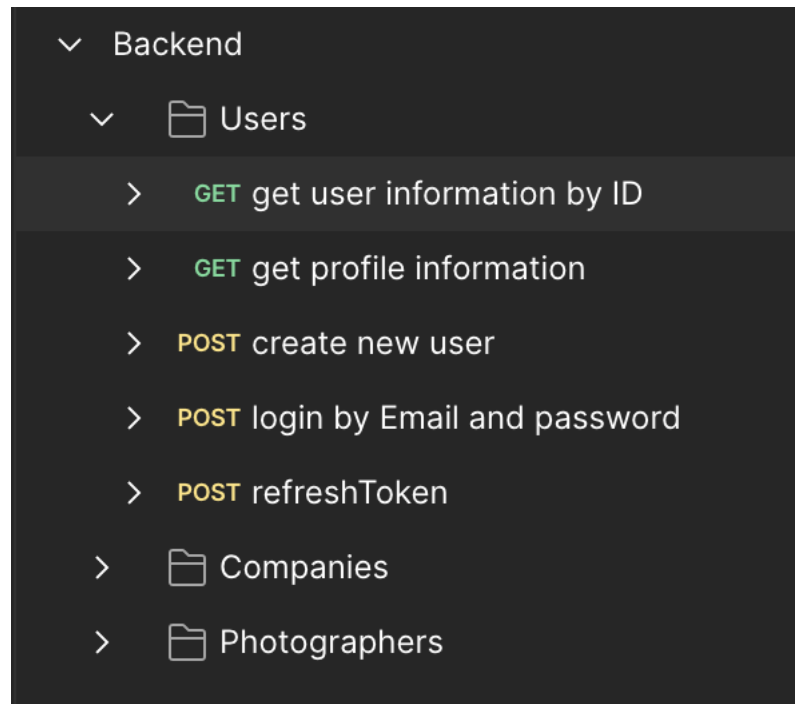 Backend
Users
GET get user information by ID
GET get profile information
POST create new user
POST login by Email and password
POST refreshToken
Companies
Photographers